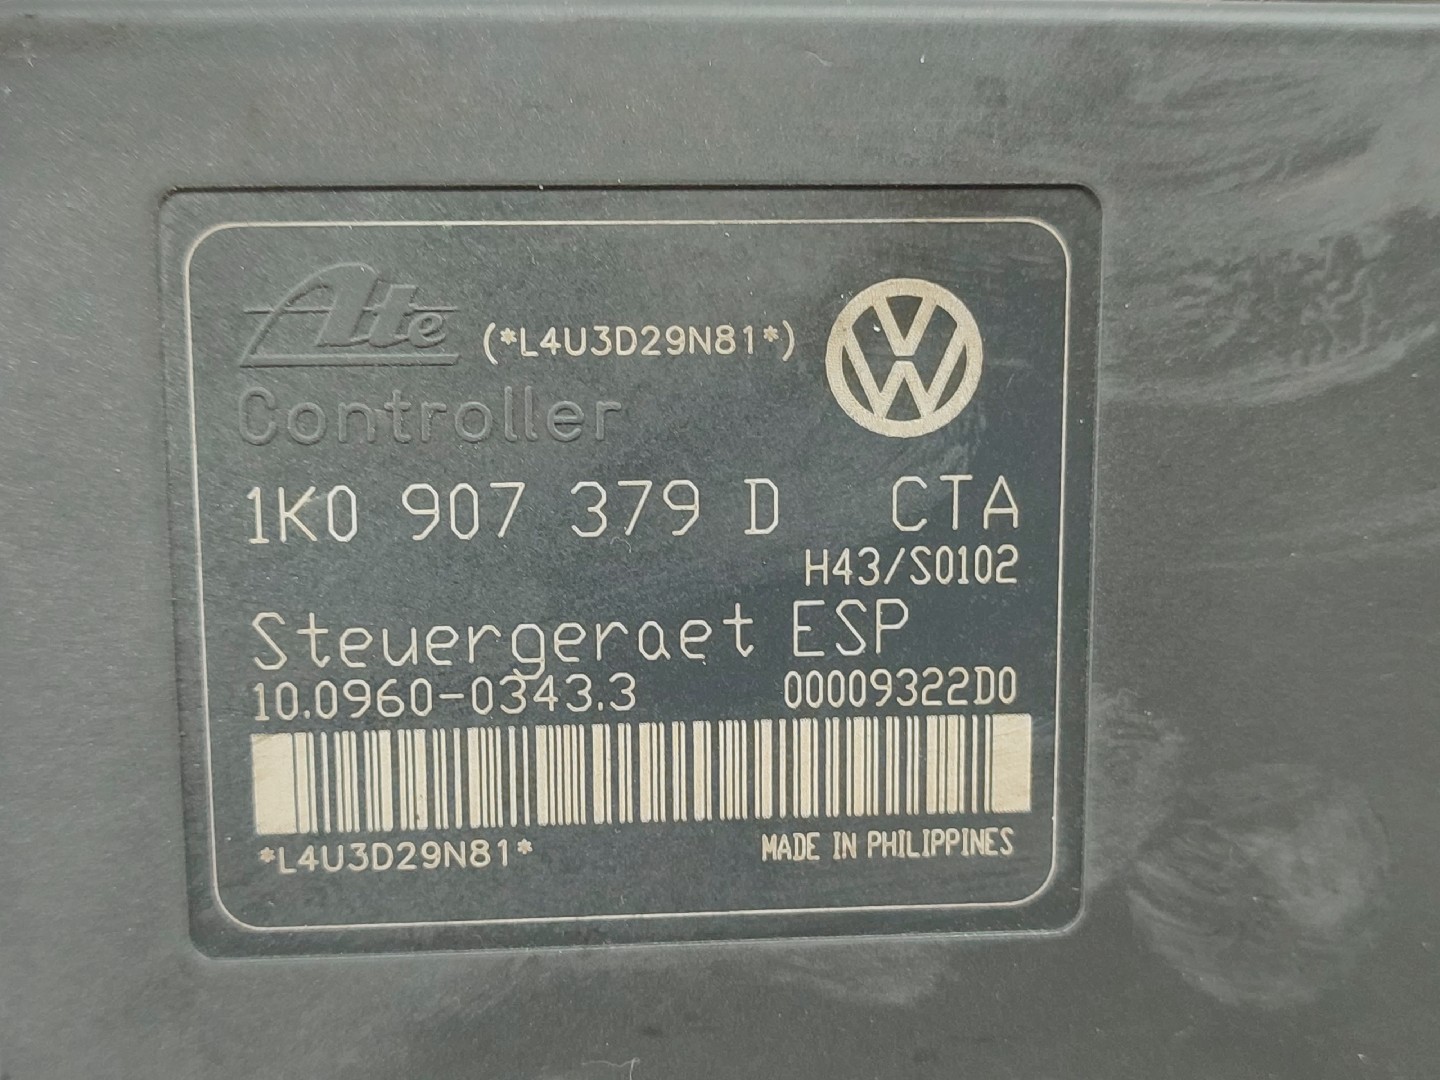 Ate (*L4U3D29N81*)
Controller
1K0 907 379 D CTA
H43/S0102
Steuergeraet ESP
10.0960-0343.3 00009322D0
*L4U3D29N81* MADE IN PHILIPPINES